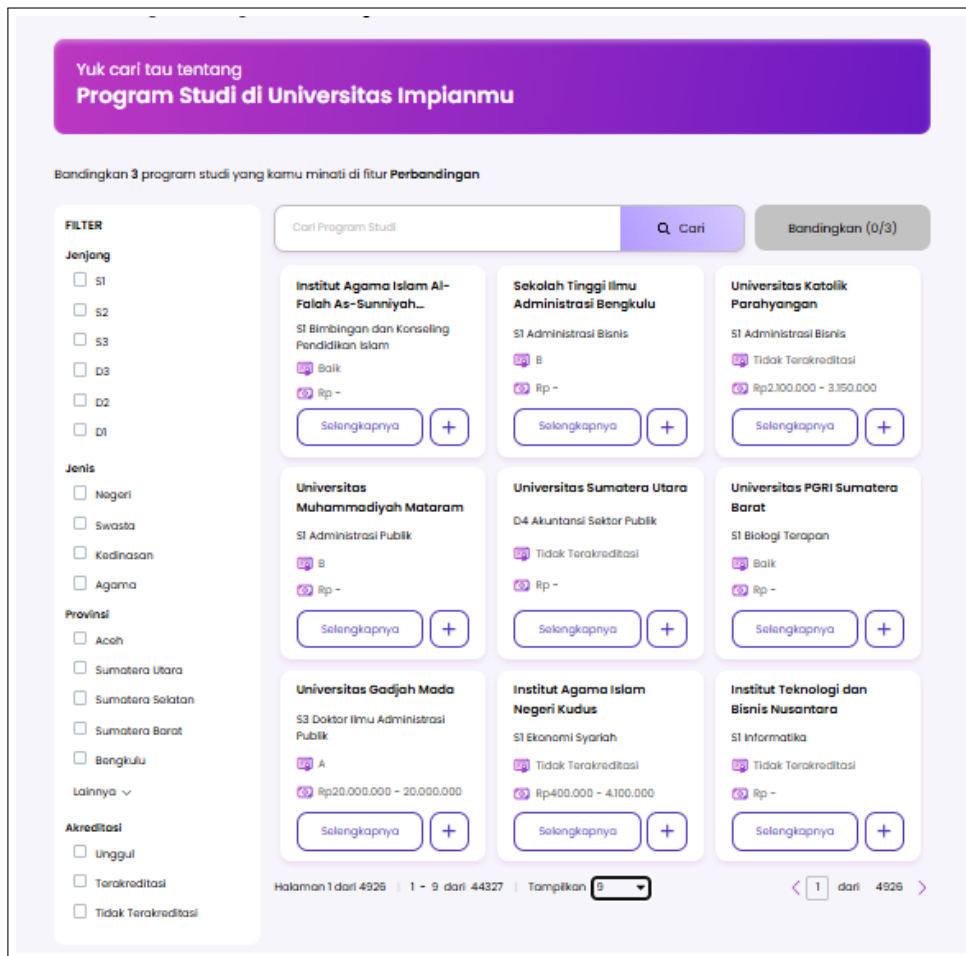 Yuk cari tau tentang
Program Studi di Universitas Impianmu
Bandingkan 3 program studi yang kamu minati di fitur Perbandingan
FILTER
Jenjang
S1
S2
S3
D3
D2
D1
Jenis
Negeri
Swasta
Kedinasan
Agama
Provinsi
Aceh
Sumatera Utara
Sumatera Selatan
Sumatera Barat
Bengkulu
Lainnya
Akreditasi
Unggul
Terakreditasi
Tidak Terakreditasi
Cari Program Studi
Cari
Bandingkan (0/3)
Institut Agama Islam Al-
Falah As-Sunniyah...
S1 Bimbingan dan Konseling
Pendidikan Islam
Baik
Rp -
Selengkapnya
+
Sekolah Tinggi Ilmu
Administrasi Bengkulu
S1 Administrasi Bisnis
B
Rp -
Selengkapnya
+
Universitas Katolik
Parahyangan
S1 Administrasi Bisnis
Tidak Terakreditasi
Rp2.100.000 - 3.150.000
Selengkapnya
+
Universitas
Muhammadiyah Mataram
S1 Administrasi Publik
B
Rp -
Selengkapnya
+
Universitas Sumatera Utara
D4 Akuntansi Sektor Publik
Tidak Terakreditasi
Rp -
Selengkapnya
+
Universitas PGRI Sumatera
Barat
S1 Biologi Terapan
Baik
Rp -
Selengkapnya
+
Universitas Gadjah Mada
S3 Doktor Ilmu Administrasi
Publik
A
Rp20.000.000 - 20.000.000
Selengkapnya
+
Institut Agama Islam
Negeri Kudus
S1 Ekonomi Syariah
Tidak Terakreditasi
Rp400.000 - 4.100.000
Selengkapnya
+
Institut Teknologi dan
Bisnis Nusantara
S1 Informatika
Tidak Terakreditasi
Rp -
Selengkapnya
+
Halaman 1 dari 4926 | 1 - 9 dari 44327 | Tampilkan 9
1 dari 4926